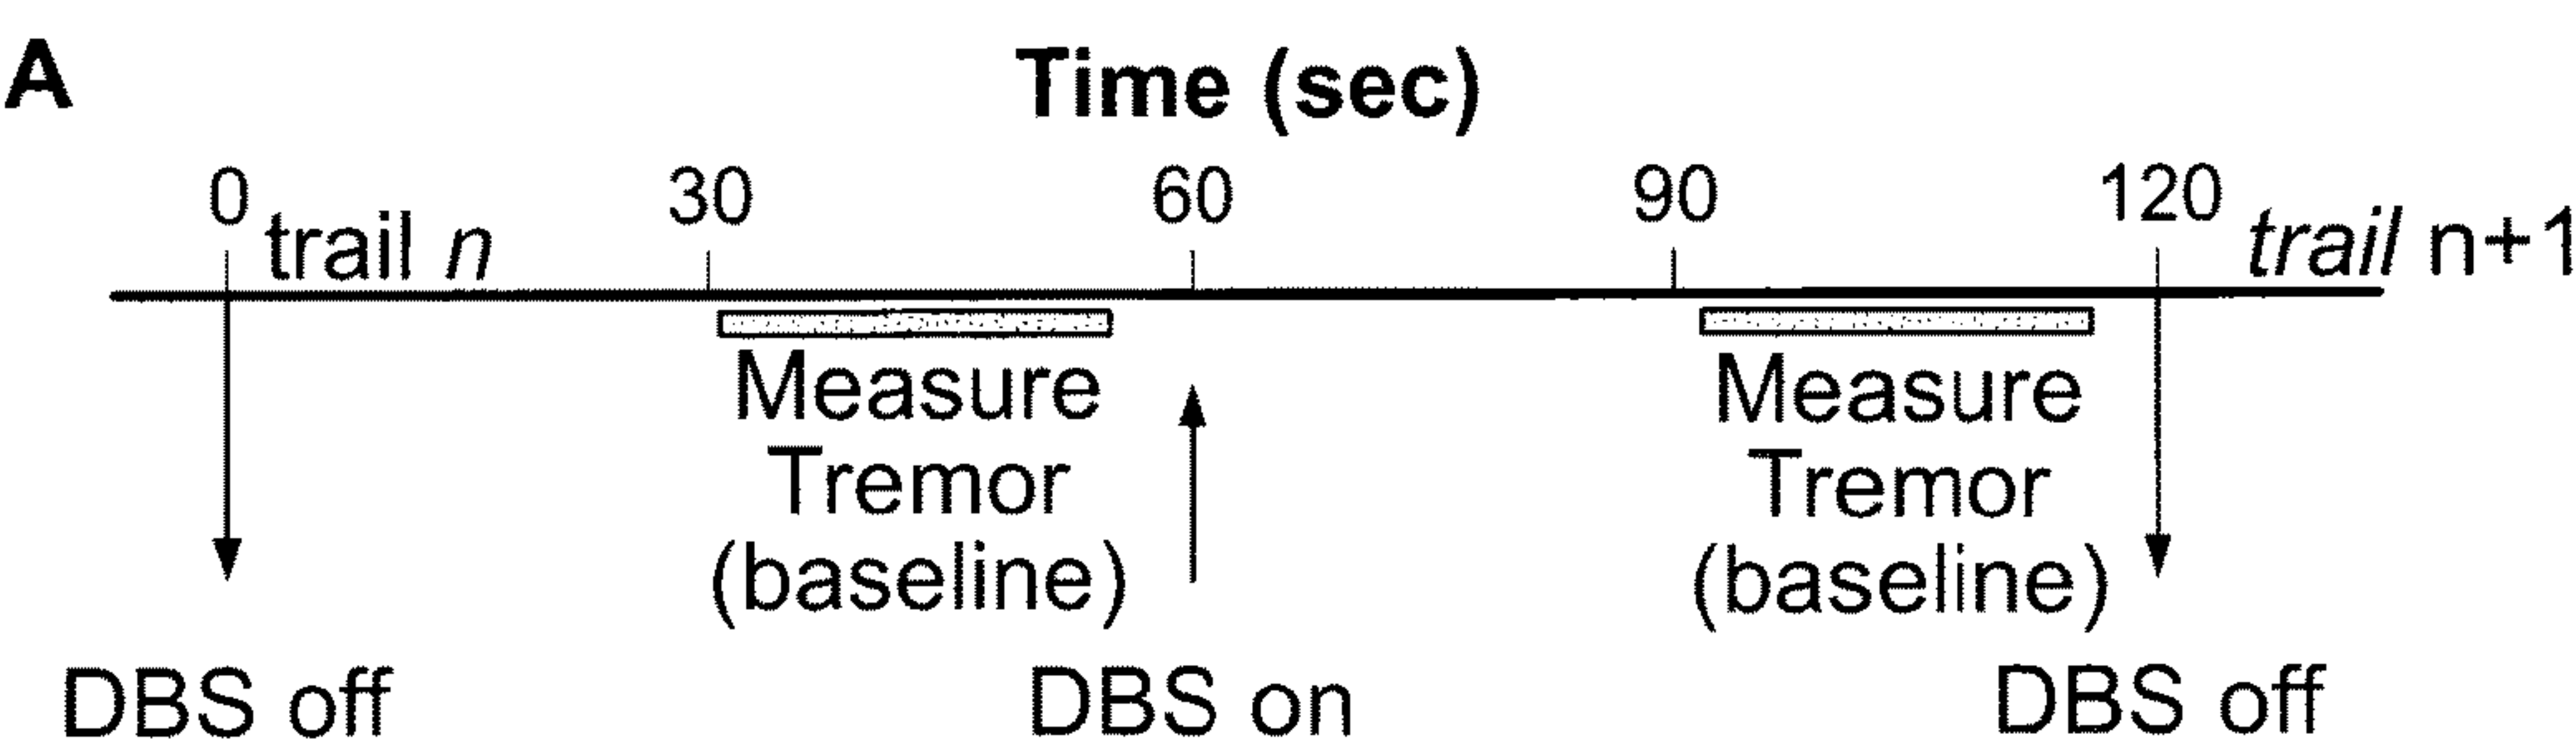 A
Time (sec)
0 30 60 90 120
trail n trail n+1
Measure Measure
Tremor Tremor
(baseline) (baseline)
DBS off DBS on DBS off